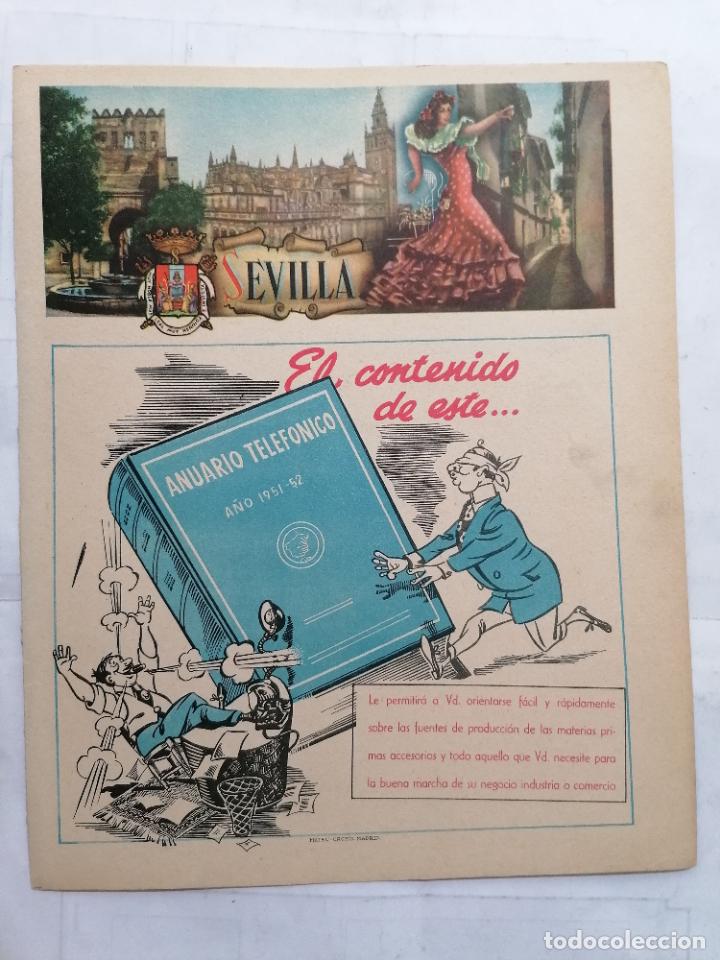 SEVILLA
El contenido
de este...
ANUARIO TELEFONICO
AÑO 1951-52
Le permitirá a Vd. orientarse fácil y rápidamente
sobre las fuentes de producción de las materias pri-
mas accesorios y todo aquello que Vd. necesite para
la buena marcha de su negocio industria o comercio
todocoleccion
todocoleccion.net